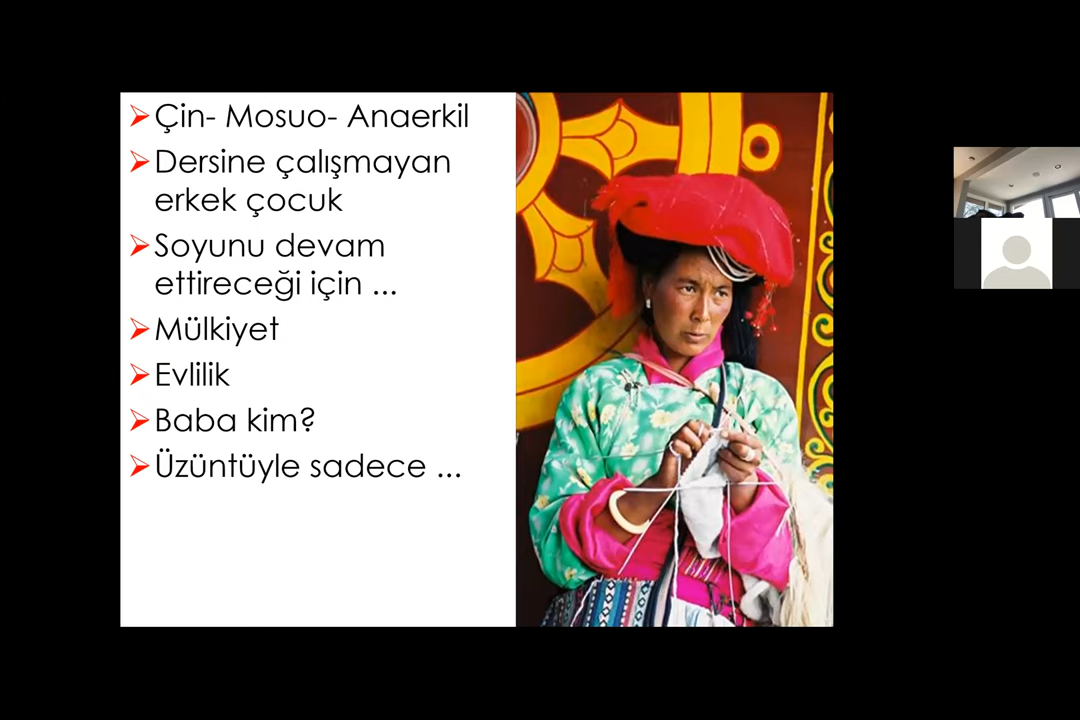 Çin- Mosuo- Anaerkil
Dersine çalışmayan
erkek çocuk
Soyunu devam
ettireceği için ...
Mülkiyet
Evlilik
Baba kim?
Üzüntüyle sadece ...